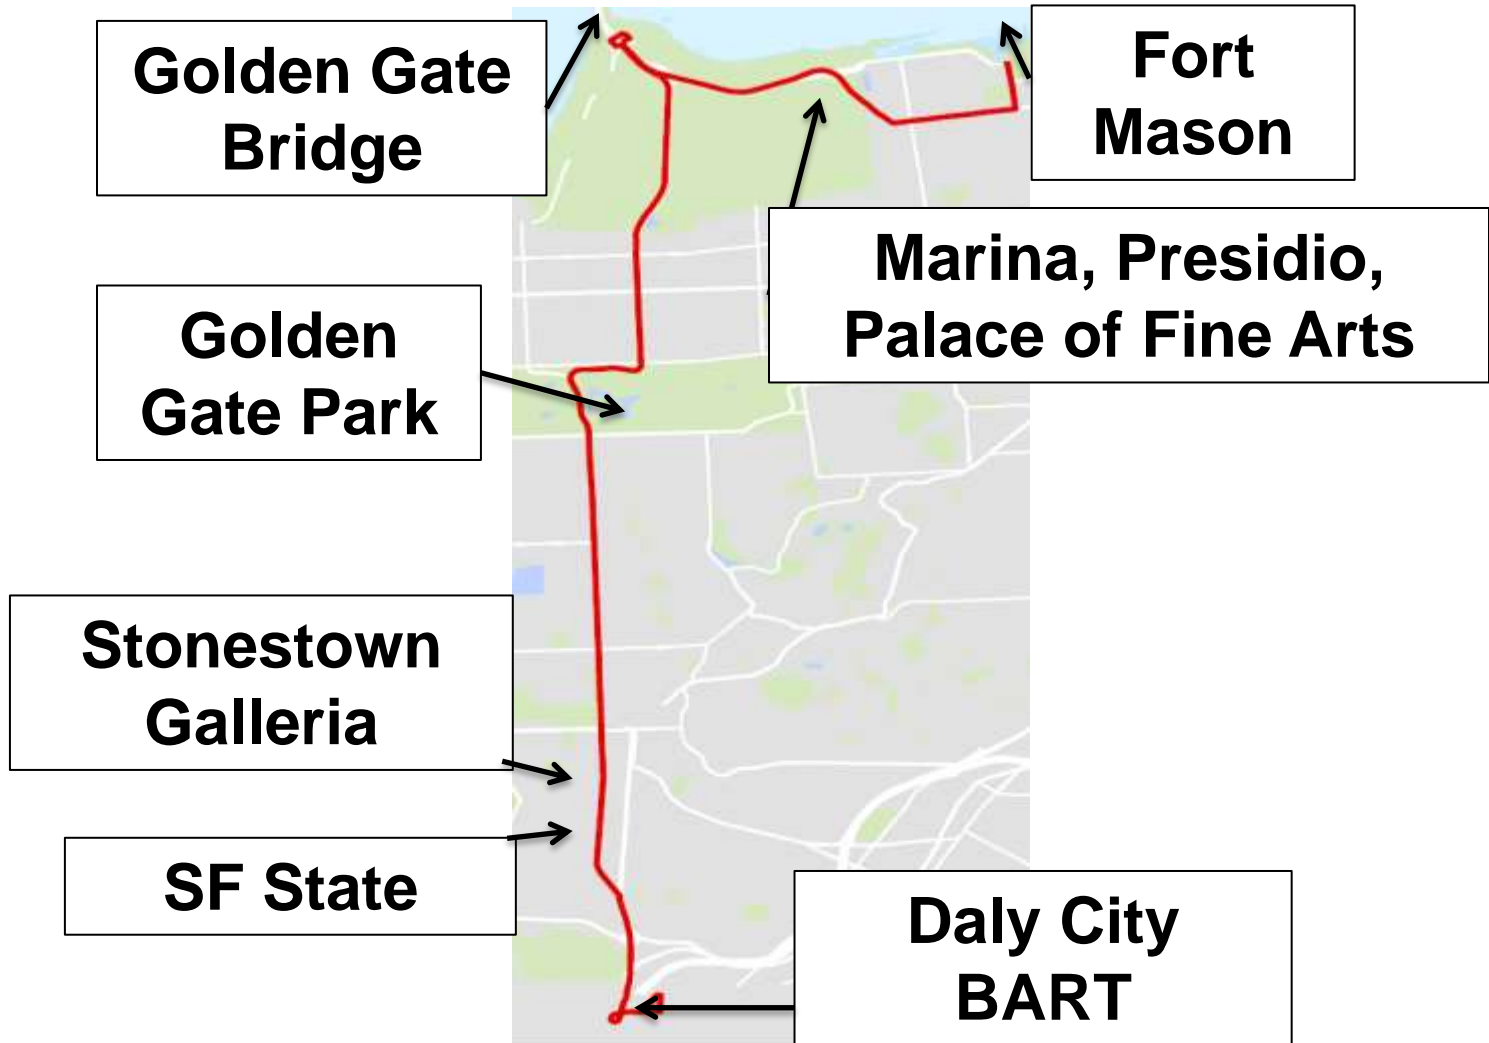 Golden Gate
Bridge
Fort
Mason
Marina, Presidio,
Palace of Fine Arts
Golden
Gate Park
Stonestown
Galleria
SF State
Daly City
BART